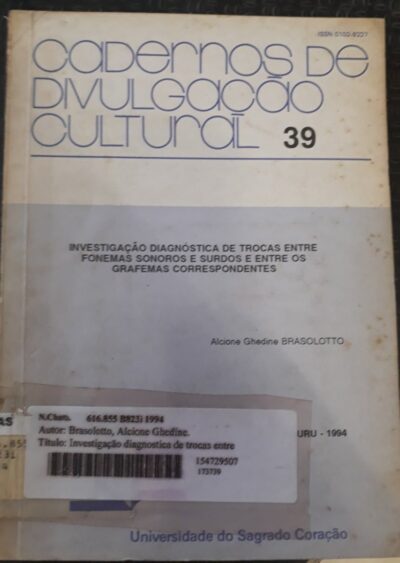 ISSN 0102-8227
CADERNOS DE
DIVULGAÇÃO
CULTURAL 39
INVESTIGAÇÃO DIAGNÓSTICA DE TROCAS ENTRE
FONEMAS SONOROS E SURDOS E ENTRE OS
GRAFEMAS CORRESPONDENTES
Alcione Ghedine BRASOLOTTO
N.Cham. 616.855 B823i 1994
Autor: Brasolotto, Alcione Ghedine.
Título: Investigação diagnostica de trocas entre
154729507
173739
URU - 1994
Universidade do Sagrado Coração